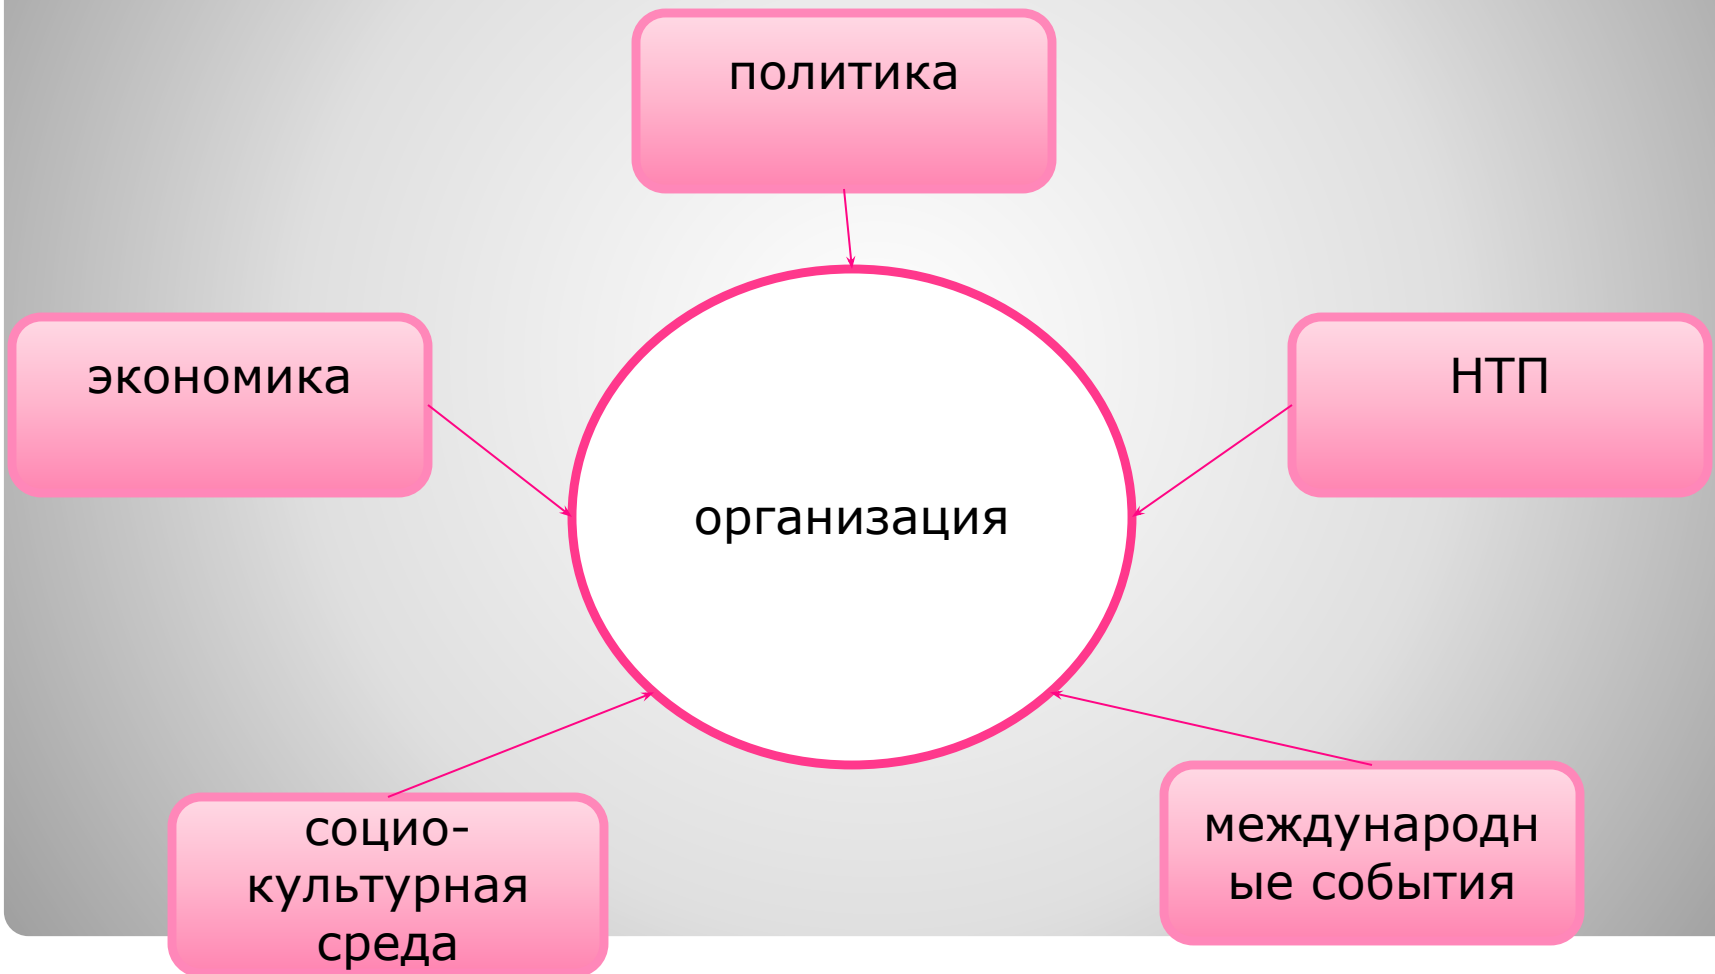 политика
экономика
НТП
организация
социо-
культурная
среда
международн
ые события